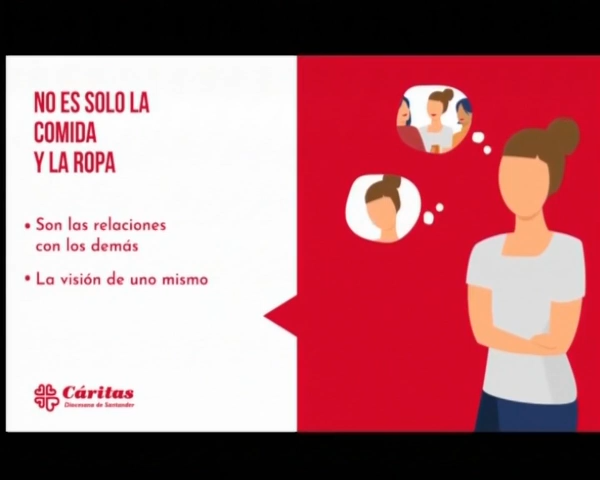 NO ES SOLO LA
COMIDA
Y LA ROPA
• Son las relaciones
con los demás
• La visión de uno mismo
Cáritas
Diocesana de Santander